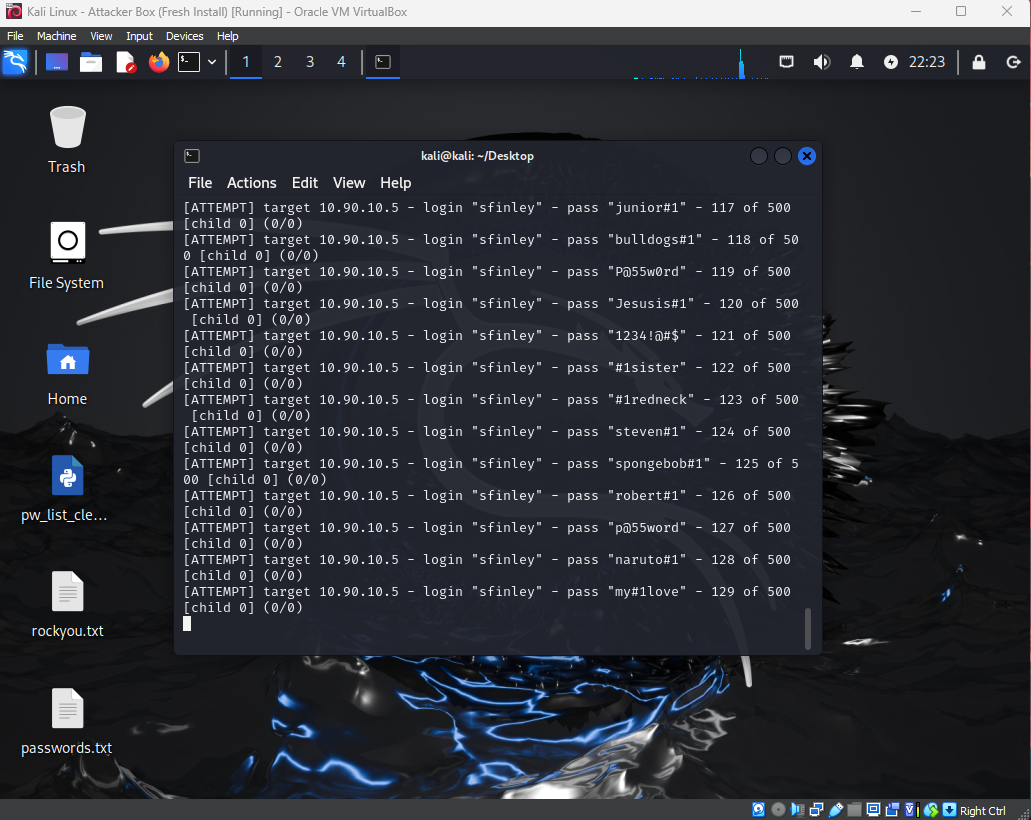 Kali Linux - Attacker Box (Fresh Install) [Running] - Oracle VM VirtualBox
File Machine View Input Devices Help
1 2 3 4 22:23
Trash
File System
Home
pw_list_cle...
rockyou.txt
passwords.txt
kali@kali: ~/Desktop
File Actions Edit View Help
[ATTEMPT] target 10.90.10.5 - login "sfinley" - pass "junior#1" - 117 of 500
[child 0] (0/0)
[ATTEMPT] target 10.90.10.5 - login "sfinley" - pass "bulldogs#1" - 118 of 50
0 [child 0] (0/0)
[ATTEMPT] target 10.90.10.5 - login "sfinley" - pass "P@55w0rd" - 119 of 500
[child 0] (0/0)
[ATTEMPT] target 10.90.10.5 - login "sfinley" - pass "Jesusis#1" - 120 of 500
[child 0] (0/0)
[ATTEMPT] target 10.90.10.5 - login "sfinley" - pass "1234!@#$" - 121 of 500
[child 0] (0/0)
[ATTEMPT] target 10.90.10.5 - login "sfinley" - pass "#1sister" - 122 of 500
[child 0] (0/0)
[ATTEMPT] target 10.90.10.5 - login "sfinley" - pass "#1redneck" - 123 of 500
[child 0] (0/0)
[ATTEMPT] target 10.90.10.5 - login "sfinley" - pass "steven#1" - 124 of 500
[child 0] (0/0)
[ATTEMPT] target 10.90.10.5 - login "sfinley" - pass "spongebob#1" - 125 of 5
00 [child 0] (0/0)
[ATTEMPT] target 10.90.10.5 - login "sfinley" - pass "robert#1" - 126 of 500
[child 0] (0/0)
[ATTEMPT] target 10.90.10.5 - login "sfinley" - pass "p@55word" - 127 of 500
[child 0] (0/0)
[ATTEMPT] target 10.90.10.5 - login "sfinley" - pass "naruto#1" - 128 of 500
[child 0] (0/0)
[ATTEMPT] target 10.90.10.5 - login "sfinley" - pass "my#1love" - 129 of 500
[child 0] (0/0)
Right Ctrl